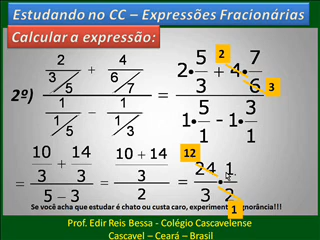 Estudando no CC – Expressões Fracionárias
Calcular a expressão:
2º) (2/(3/5) + 4/(6/7)) / (1/(1/5) − 1/(1/3)) = (2•5/3 + 4•7/6) / (1•5/1 - 1•3/1)
2
3
= (10/3 + 14/3) / (5 – 3) = ((10 + 14)/3) / 2 = 24/3 • 1/2
12
1
Se você acha que estudar é chato ou custa caro, experimente a ignorância!!!
Prof. Edir Reis Bessa - Colégio Cascavelense
Cascavel – Ceará – Brasil